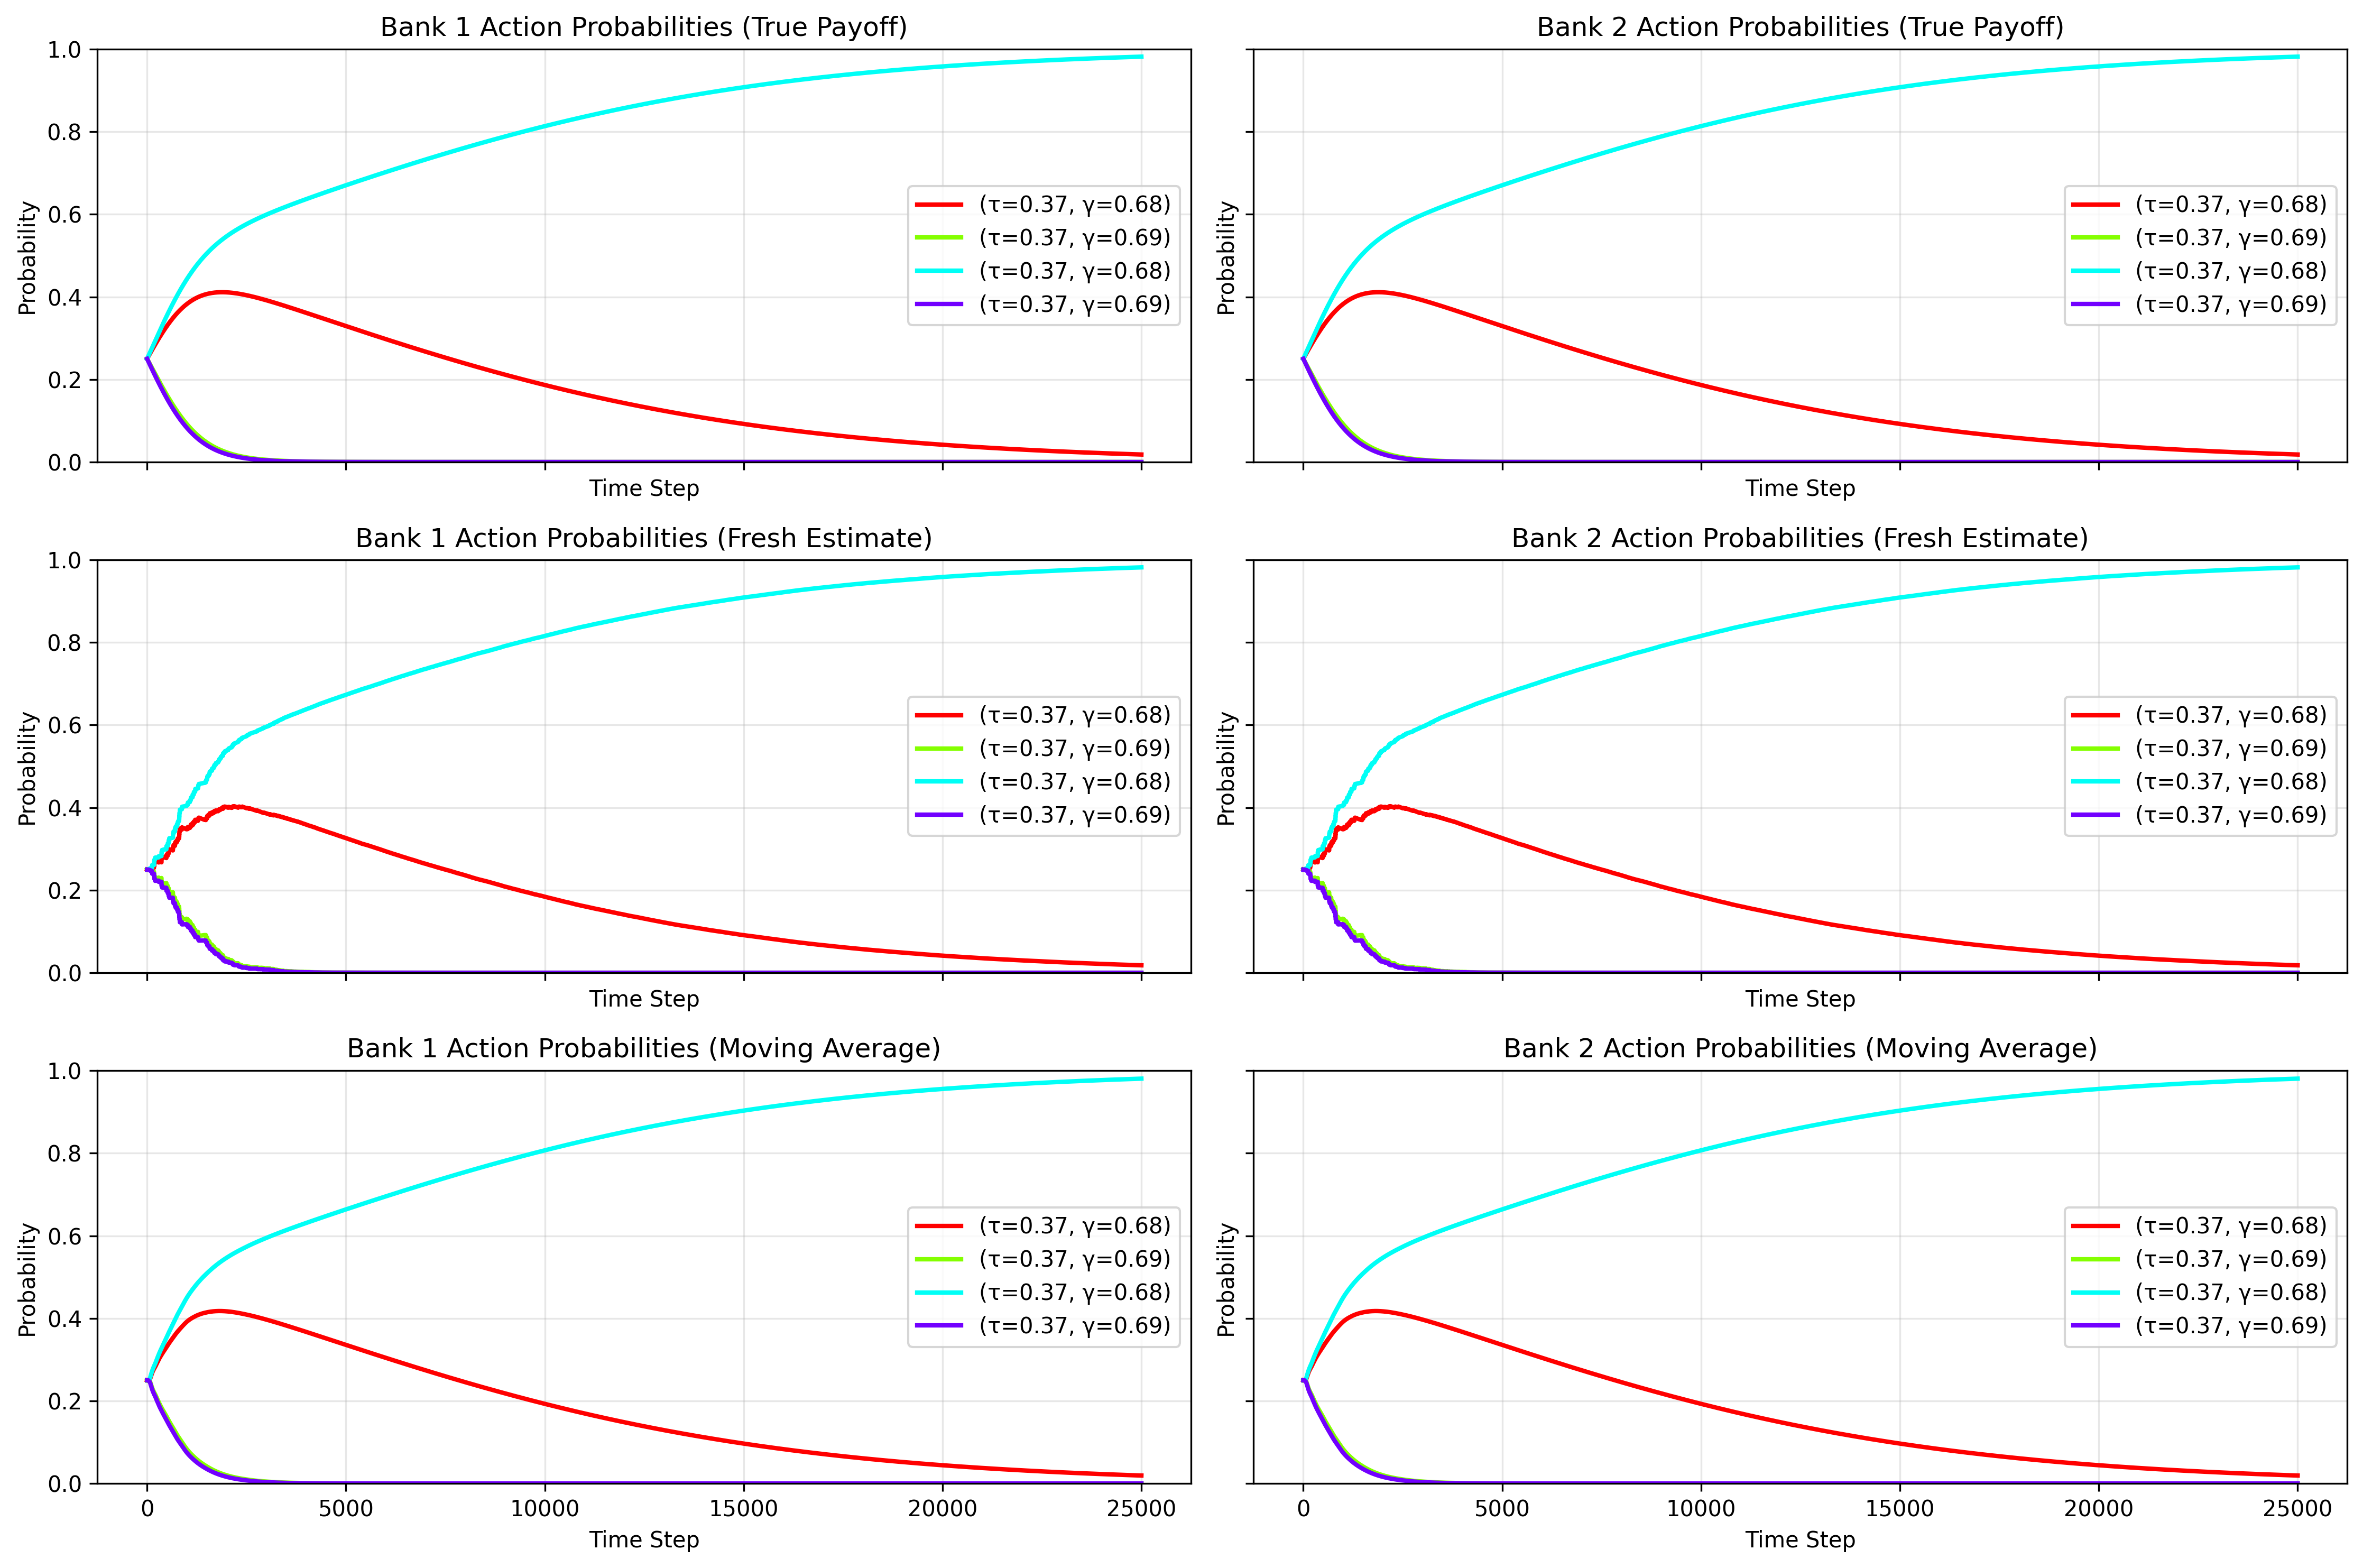 Bank 1 Action Probabilities (True Payoff)
1.0
0.8
0.6
0.4
0.2
0.0
Probability
(τ=0.37, γ=0.68)
(τ=0.37, γ=0.69)
(τ=0.37, γ=0.68)
(τ=0.37, γ=0.69)
Time Step
Bank 2 Action Probabilities (True Payoff)
Probability
(τ=0.37, γ=0.68)
(τ=0.37, γ=0.69)
(τ=0.37, γ=0.68)
(τ=0.37, γ=0.69)
Time Step
Bank 1 Action Probabilities (Fresh Estimate)
1.0
0.8
0.6
0.4
0.2
0.0
Probability
(τ=0.37, γ=0.68)
(τ=0.37, γ=0.69)
(τ=0.37, γ=0.68)
(τ=0.37, γ=0.69)
Time Step
Bank 2 Action Probabilities (Fresh Estimate)
Probability
(τ=0.37, γ=0.68)
(τ=0.37, γ=0.69)
(τ=0.37, γ=0.68)
(τ=0.37, γ=0.69)
Time Step
Bank 1 Action Probabilities (Moving Average)
1.0
0.8
0.6
0.4
0.2
0.0
Probability
(τ=0.37, γ=0.68)
(τ=0.37, γ=0.69)
(τ=0.37, γ=0.68)
(τ=0.37, γ=0.69)
0 5000 10000 15000 20000 25000
Time Step
Bank 2 Action Probabilities (Moving Average)
Probability
(τ=0.37, γ=0.68)
(τ=0.37, γ=0.69)
(τ=0.37, γ=0.68)
(τ=0.37, γ=0.69)
0 5000 10000 15000 20000 25000
Time Step